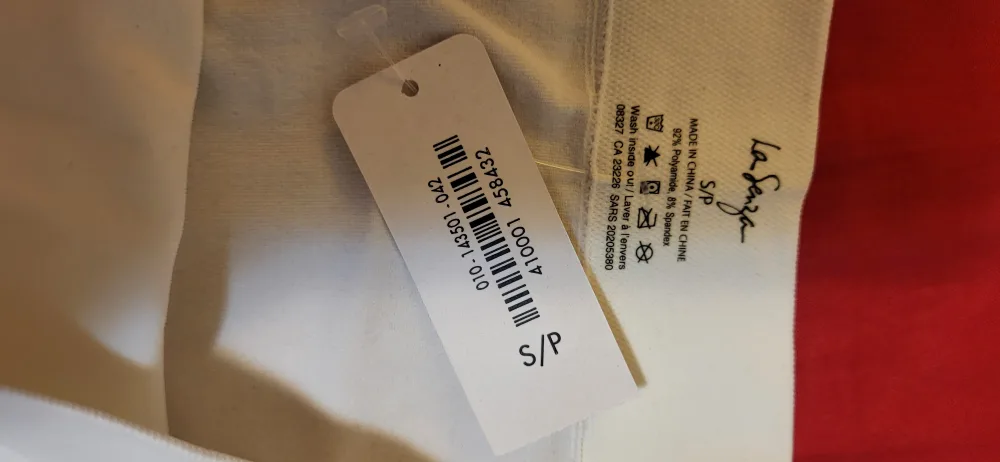 La Senza
S/P
MADE IN CHINA / FAIT EN CHINE
92% Polyamide, 8% Spandex
Wash inside out / Laver à l'envers
08327 CA 23226 SARS 20205380
010-143501-042
410001 458432
S/P